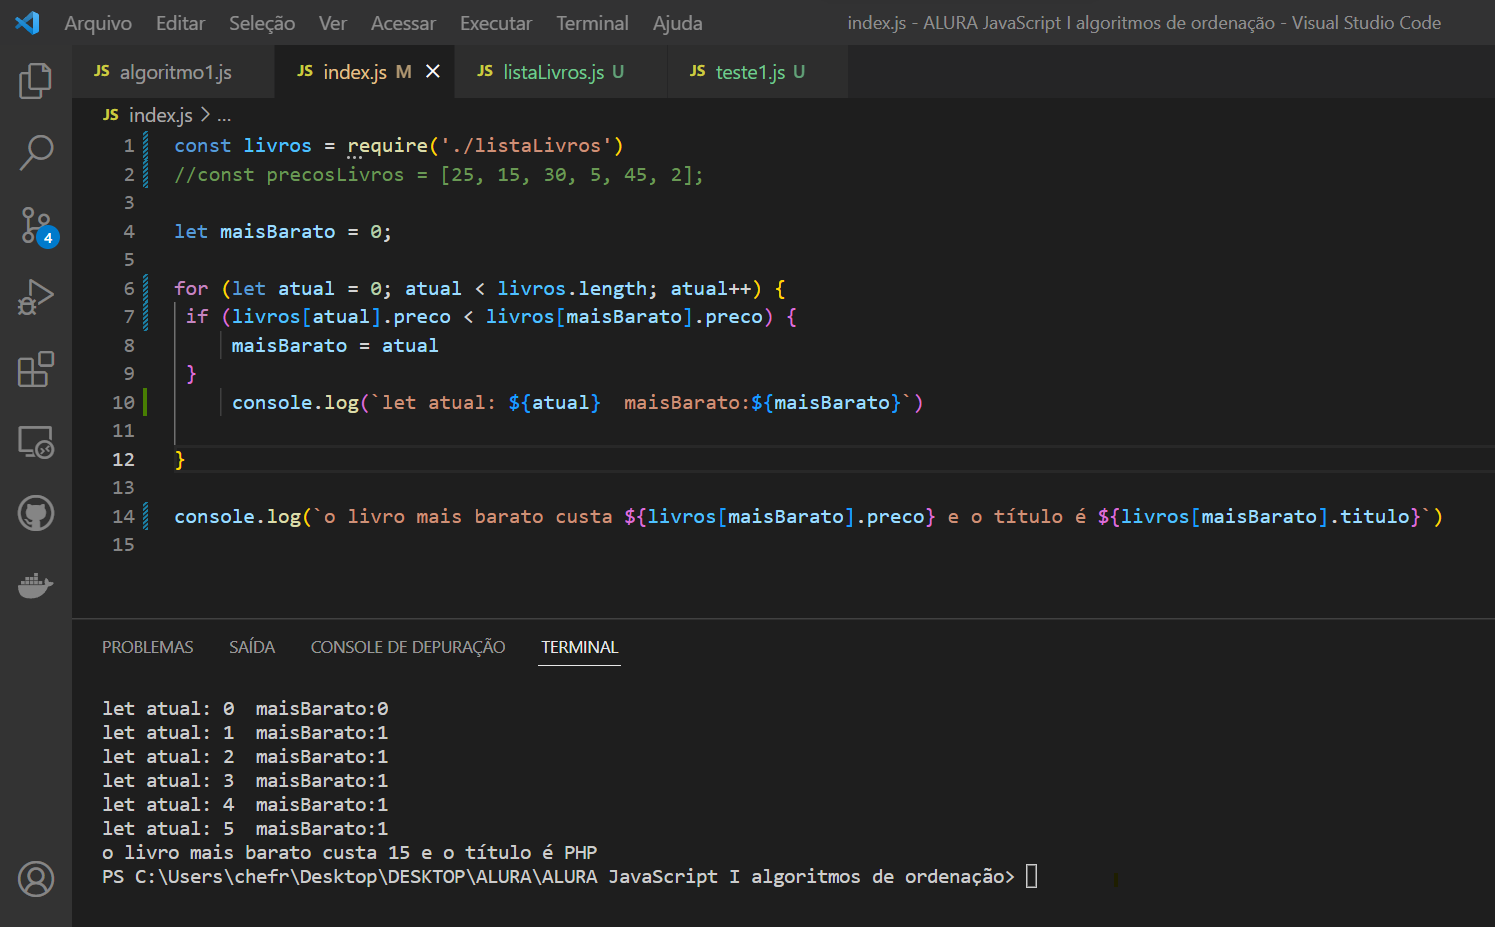 Arquivo Editar Seleção Ver Acessar Executar Terminal Ajuda index.js - ALURA JavaScript I algoritmos de ordenação - Visual Studio Code
JS algoritmo1.js JS index.js M JS listaLivros.js U JS teste1.js U
JS index.js > ...
1 const livros = require('./listaLivros')
2 //const precosLivros = [25, 15, 30, 5, 45, 2];
3
4 let maisBarato = 0;
5
6 for (let atual = 0; atual < livros.length; atual++) {
7 if (livros[atual].preco < livros[maisBarato].preco) {
8 maisBarato = atual
9 }
10 console.log(`let atual: ${atual}  maisBarato:${maisBarato}`)
11
12 }
13
14 console.log(`o livro mais barato custa ${livros[maisBarato].preco} e o título é ${livros[maisBarato].titulo}`)
15
4
PROBLEMAS SAÍDA CONSOLE DE DEPURAÇÃO TERMINAL
let atual: 0  maisBarato:0
let atual: 1  maisBarato:1
let atual: 2  maisBarato:1
let atual: 3  maisBarato:1
let atual: 4  maisBarato:1
let atual: 5  maisBarato:1
o livro mais barato custa 15 e o título é PHP
PS C:\Users\chefr\Desktop\DESKTOP\ALURA\ALURA JavaScript I algoritmos de ordenação>